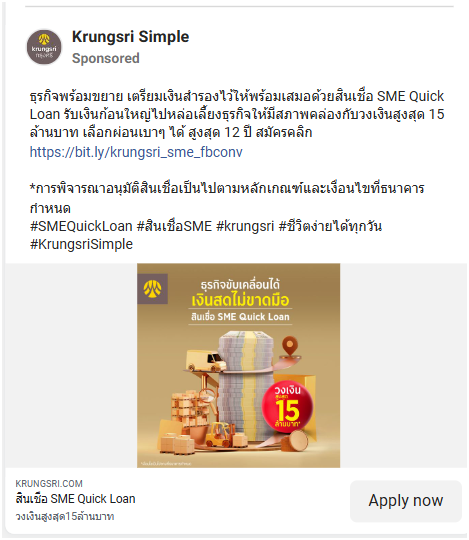 Krungsri Simple
krungsri
กรุงศรี
Sponsored
ธุรกิจพร้อมขยาย เตรียมเงินสำรองไว้ให้พร้อมเสมอด้วยสินเชื่อ SME Quick
Loan รับเงินก้อนใหญ่ไปหล่อเลี้ยงธุรกิจให้มีสภาพคล่องกับวงเงินสูงสุด 15
ล้านบาท เลือกผ่อนเบาๆ ได้ สูงสุด 12 ปี สมัครคลิก
https://bit.ly/krungsri_sme_fbconv
*การพิจารณาอนุมัติสินเชื่อเป็นไปตามหลักเกณฑ์และเงื่อนไขที่ธนาคาร
กำหนด
#SMEQuickLoan #สินเชื่อSME #krungsri #ชีวิตง่ายได้ทุกวัน
#KrungsriSimple
ธุรกิจขับเคลื่อนได้
เงินสดไม่ขาดมือ
สินเชื่อ SME Quick Loan
วงเงิน
สูงสุด
15
ล้านบาท*
KRUNGSRI.COM
สินเชื่อ SME Quick Loan
วงเงินสูงสุด15ล้านบาท
Apply now